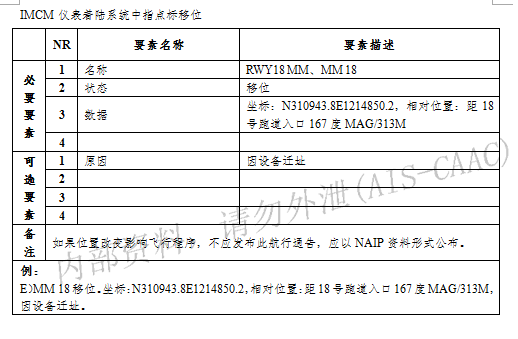 IMCM 仪表着陆系统中指点标移位
NR 要素名称 要素描述
必要要素
1 名称 RWY18 MM、MM 18
2 状态 移位
3 数据 坐标：N310943.8E1214850.2，相对位置：距 18
号跑道入口 167 度 MAG/313M
4
可选要素
1 原因 因设备迁址
2
3
4
备注
如果位置改变影响飞行程序，不应发布此航行通告，应以 NAIP 资料形式公布。
例：
E)MM 18 移位。坐标：N310943.8E1214850.2，相对位置：距 18 号跑道入口 167 度 MAG/313M，
因设备迁址。
内部资料，请勿外泄(AIS-CAAC)